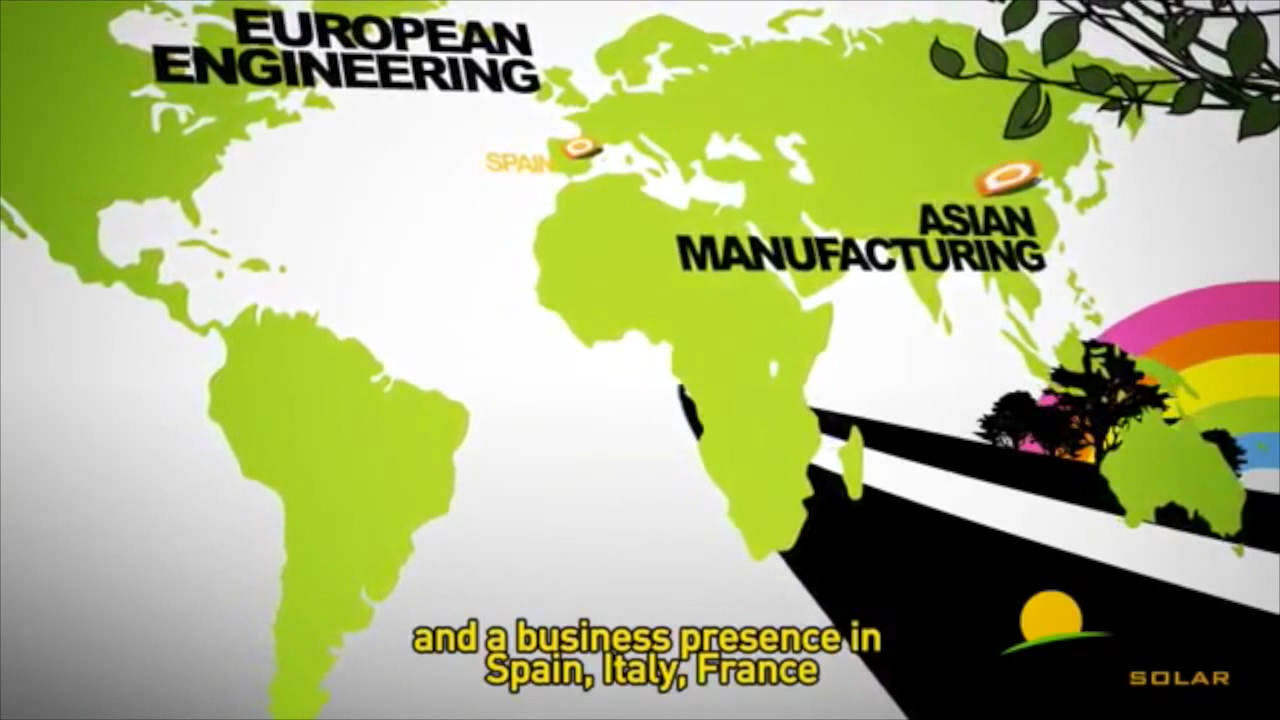 EUROPEAN
ENGINEERING
SPAIN
ASIAN
MANUFACTURING
and a business presence in
Spain, Italy, France
SOLAR